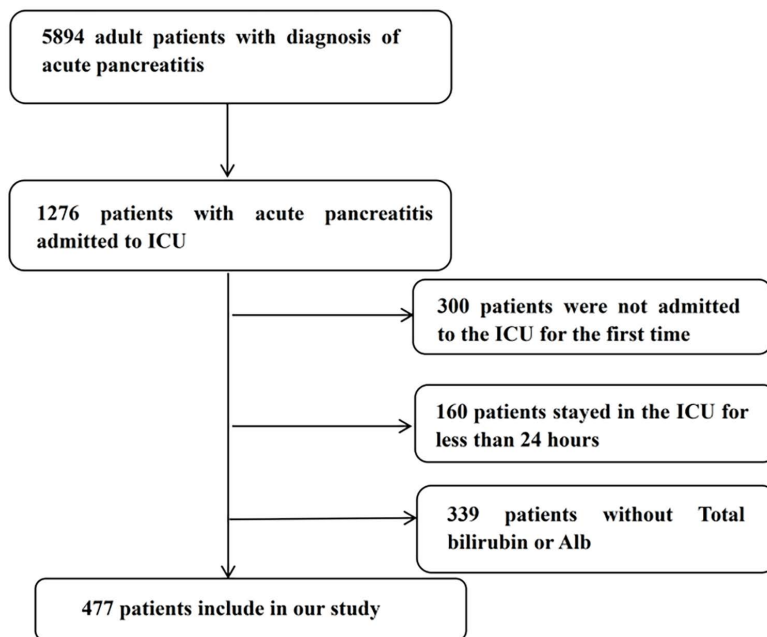 5894 adult patients with diagnosis of
acute pancreatitis
1276 patients with acute pancreatitis
admitted to ICU
300 patients were not admitted
to the ICU for the first time
160 patients stayed in the ICU for
less than 24 hours
339 patients without Total
bilirubin or Alb
477 patients include in our study